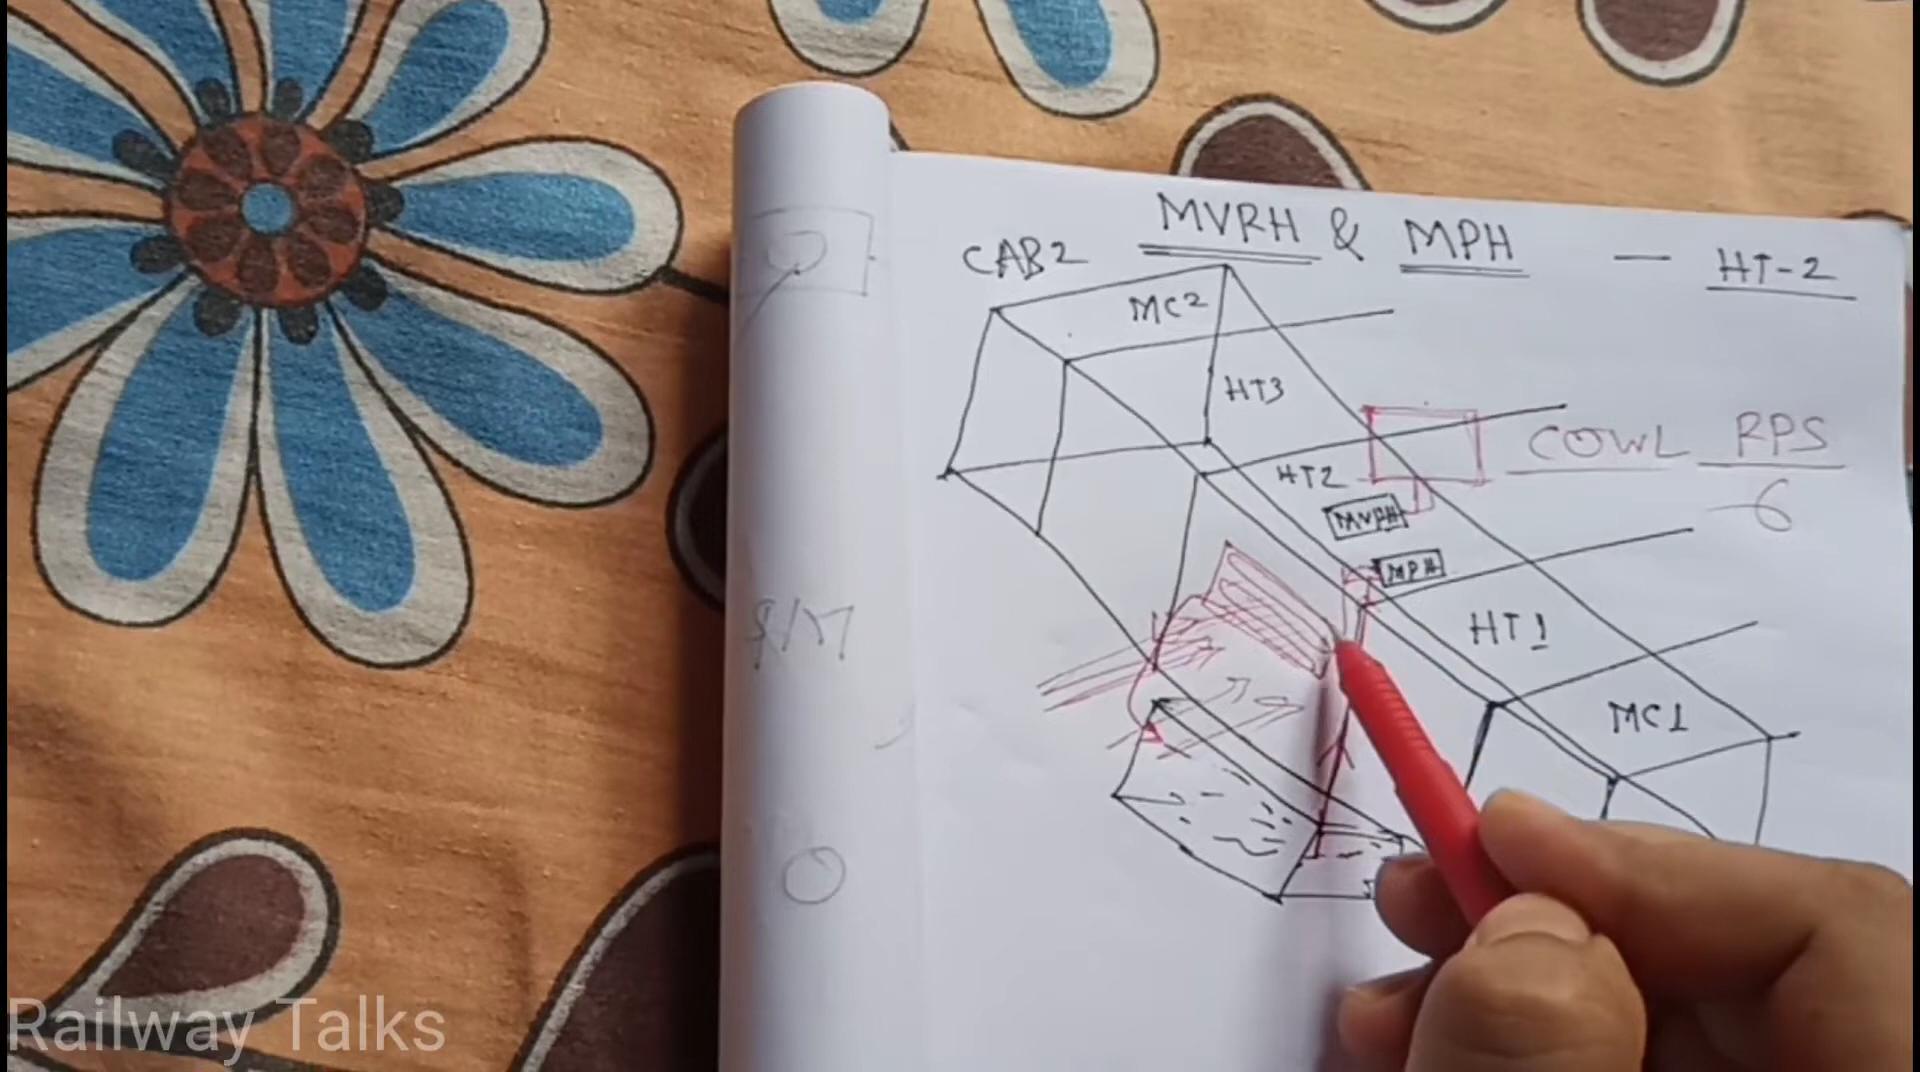 MVRH & MPH — HT-2
CAB2
MC2
HT3
COWL RPS
6
HT2
MVRH
MPH
HT1
MC1
Railway Talks